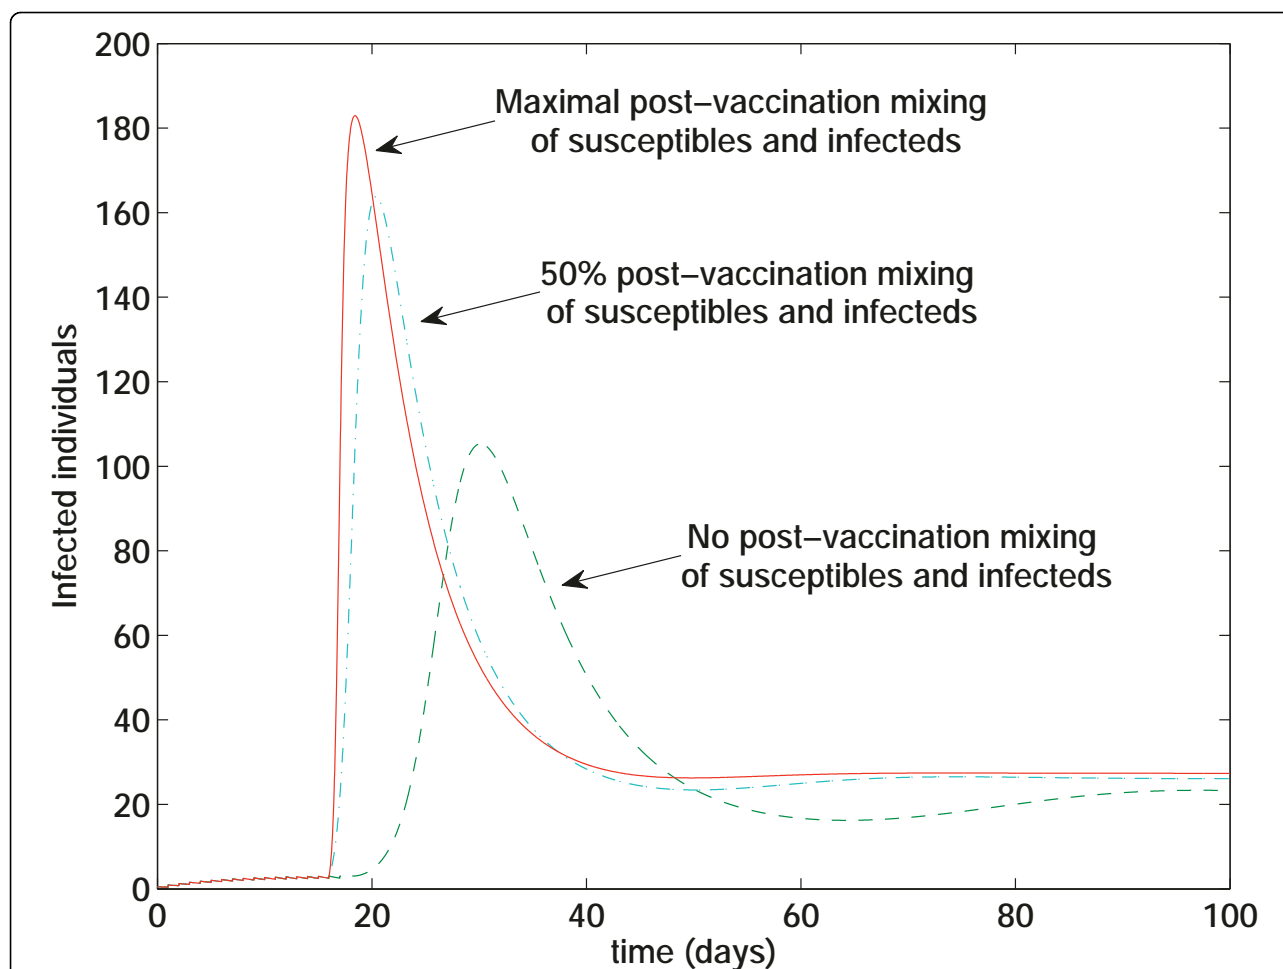 200
180
160
140
120
100
80
60
40
20
0
Infected individuals
Maximal post–vaccination mixing
of susceptibles and infecteds
50% post–vaccination mixing
of susceptibles and infecteds
No post–vaccination mixing
of susceptibles and infecteds
0 20 40 60 80 100
time (days)